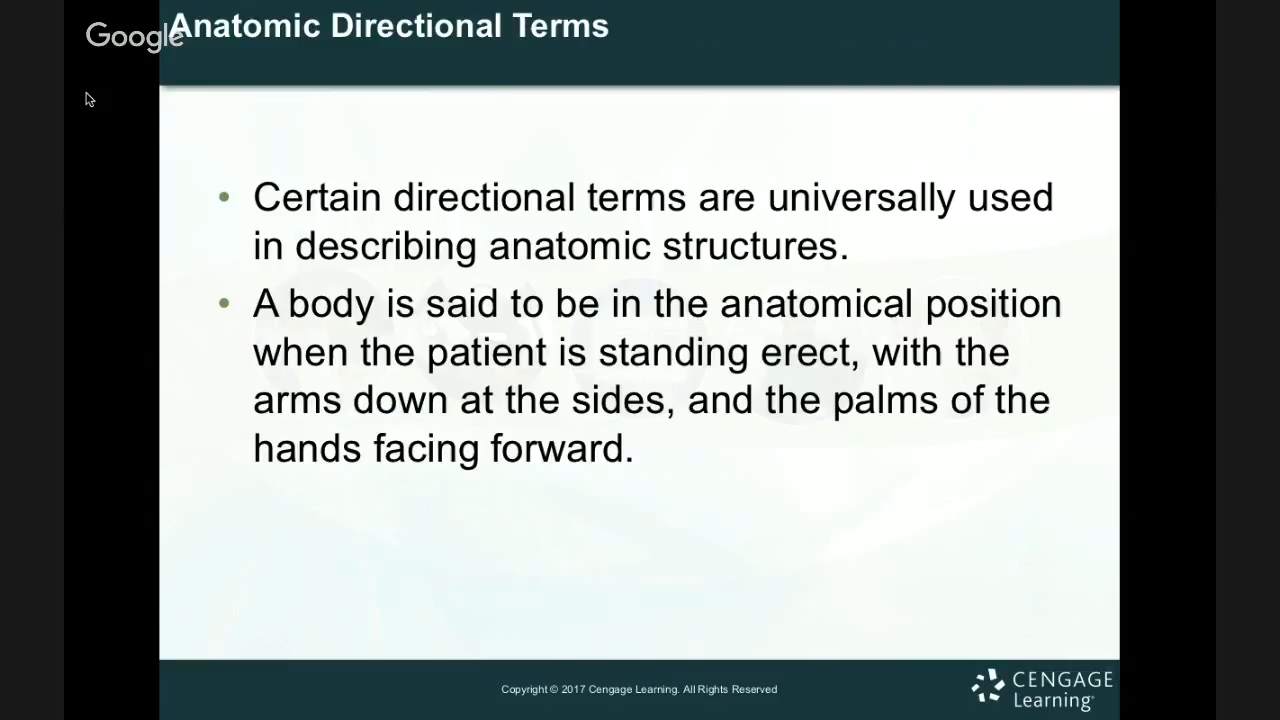 Google
Anatomic Directional Terms
• Certain directional terms are universally used
in describing anatomic structures.
• A body is said to be in the anatomical position
when the patient is standing erect, with the
arms down at the sides, and the palms of the
hands facing forward.
Copyright © 2017 Cengage Learning. All Rights Reserved
CENGAGE
Learning